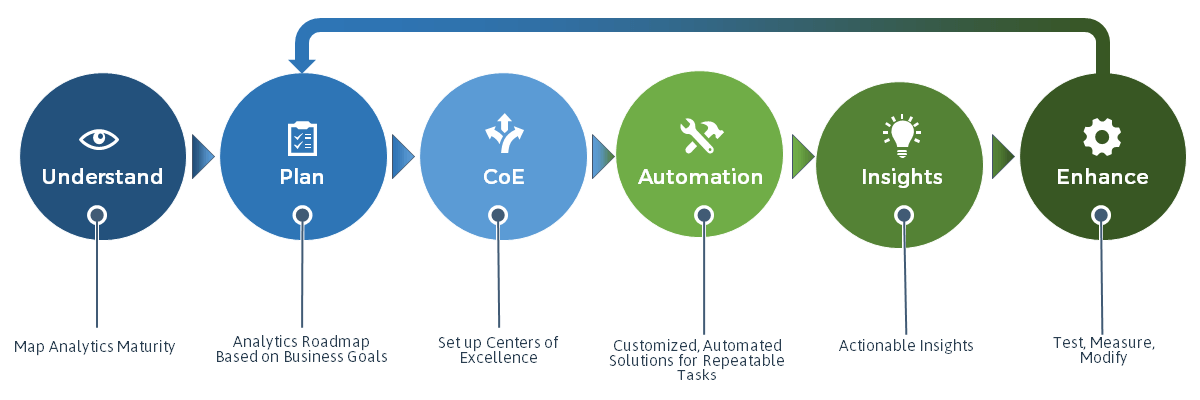 Understand
Plan
CoE
Automation
Insights
Enhance
Map Analytics Maturity
Analytics Roadmap
Based on Business Goals
Set up Centers of
Excellence
Customized, Automated
Solutions for Repeatable
Tasks
Actionable Insights
Test, Measure,
Modify